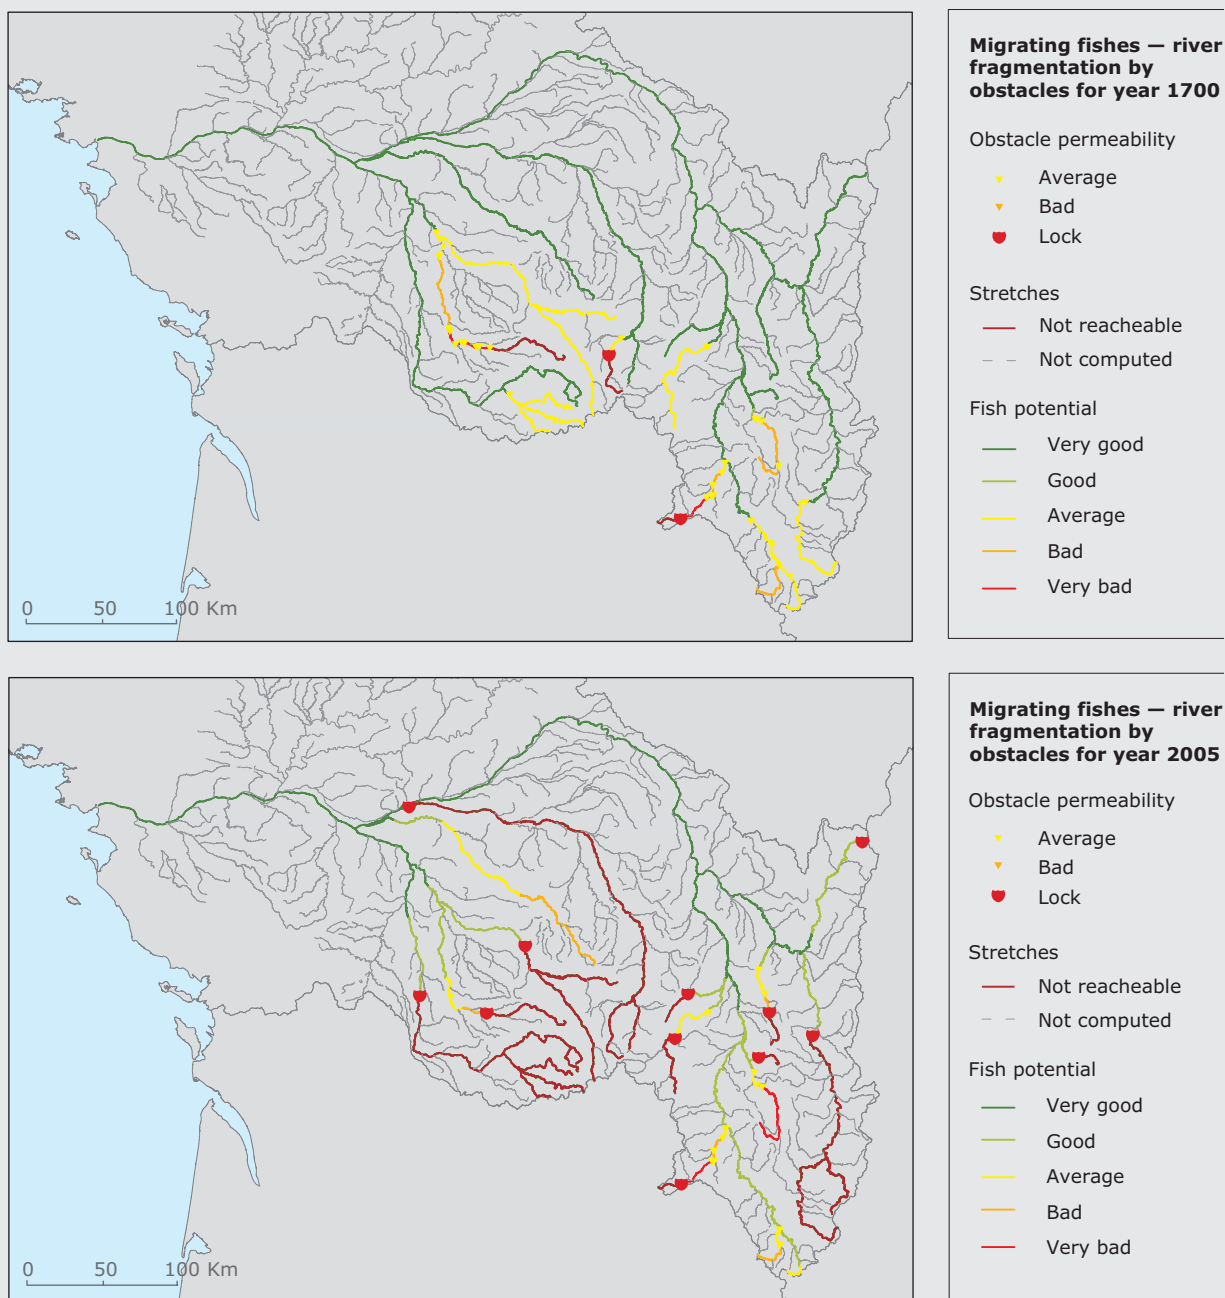 Migrating fishes — river
fragmentation by
obstacles for year 1700
Obstacle permeability
Average
Bad
Lock
Stretches
Not reacheable
Not computed
Fish potential
Very good
Good
Average
Bad
Very bad
0 50 100 Km
Migrating fishes — river
fragmentation by
obstacles for year 2005
Obstacle permeability
Average
Bad
Lock
Stretches
Not reacheable
Not computed
Fish potential
Very good
Good
Average
Bad
Very bad
0 50 100 Km